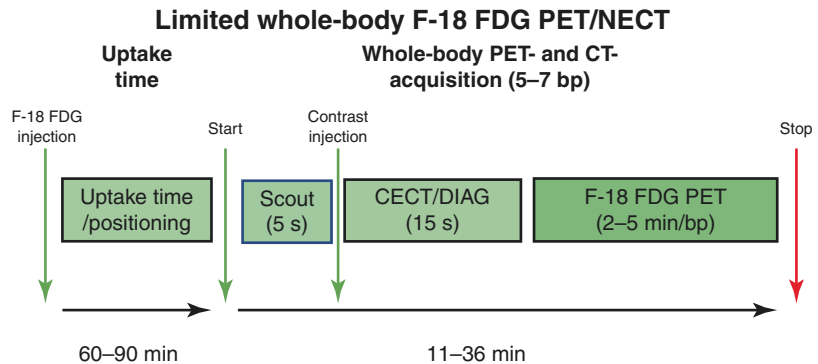 Limited whole-body F-18 FDG PET/NECT
Uptake
time
Whole-body PET- and CT-
acquisition (5–7 bp)
F-18 FDG
injection
Start
Contrast
injection
Stop
Uptake time
/positioning
Scout
(5 s)
CECT/DIAG
(15 s)
F-18 FDG PET
(2–5 min/bp)
60–90 min
11–36 min